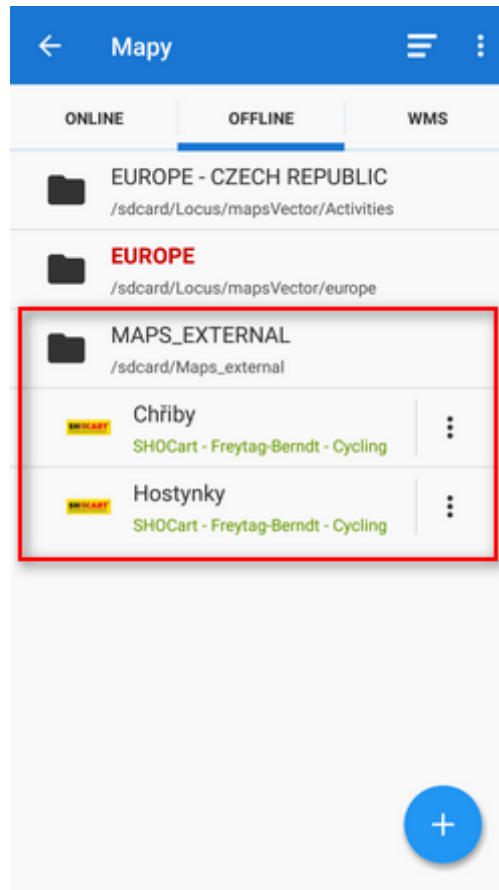 Mapy
ONLINE OFFLINE WMS
EUROPE - CZECH REPUBLIC
/sdcard/Locus/mapsVector/Activities
EUROPE
/sdcard/Locus/mapsVector/europe
MAPS_EXTERNAL
/sdcard/Maps_external
Chřiby
SHOCart - Freytag-Berndt - Cycling
Hostynky
SHOCart - Freytag-Berndt - Cycling